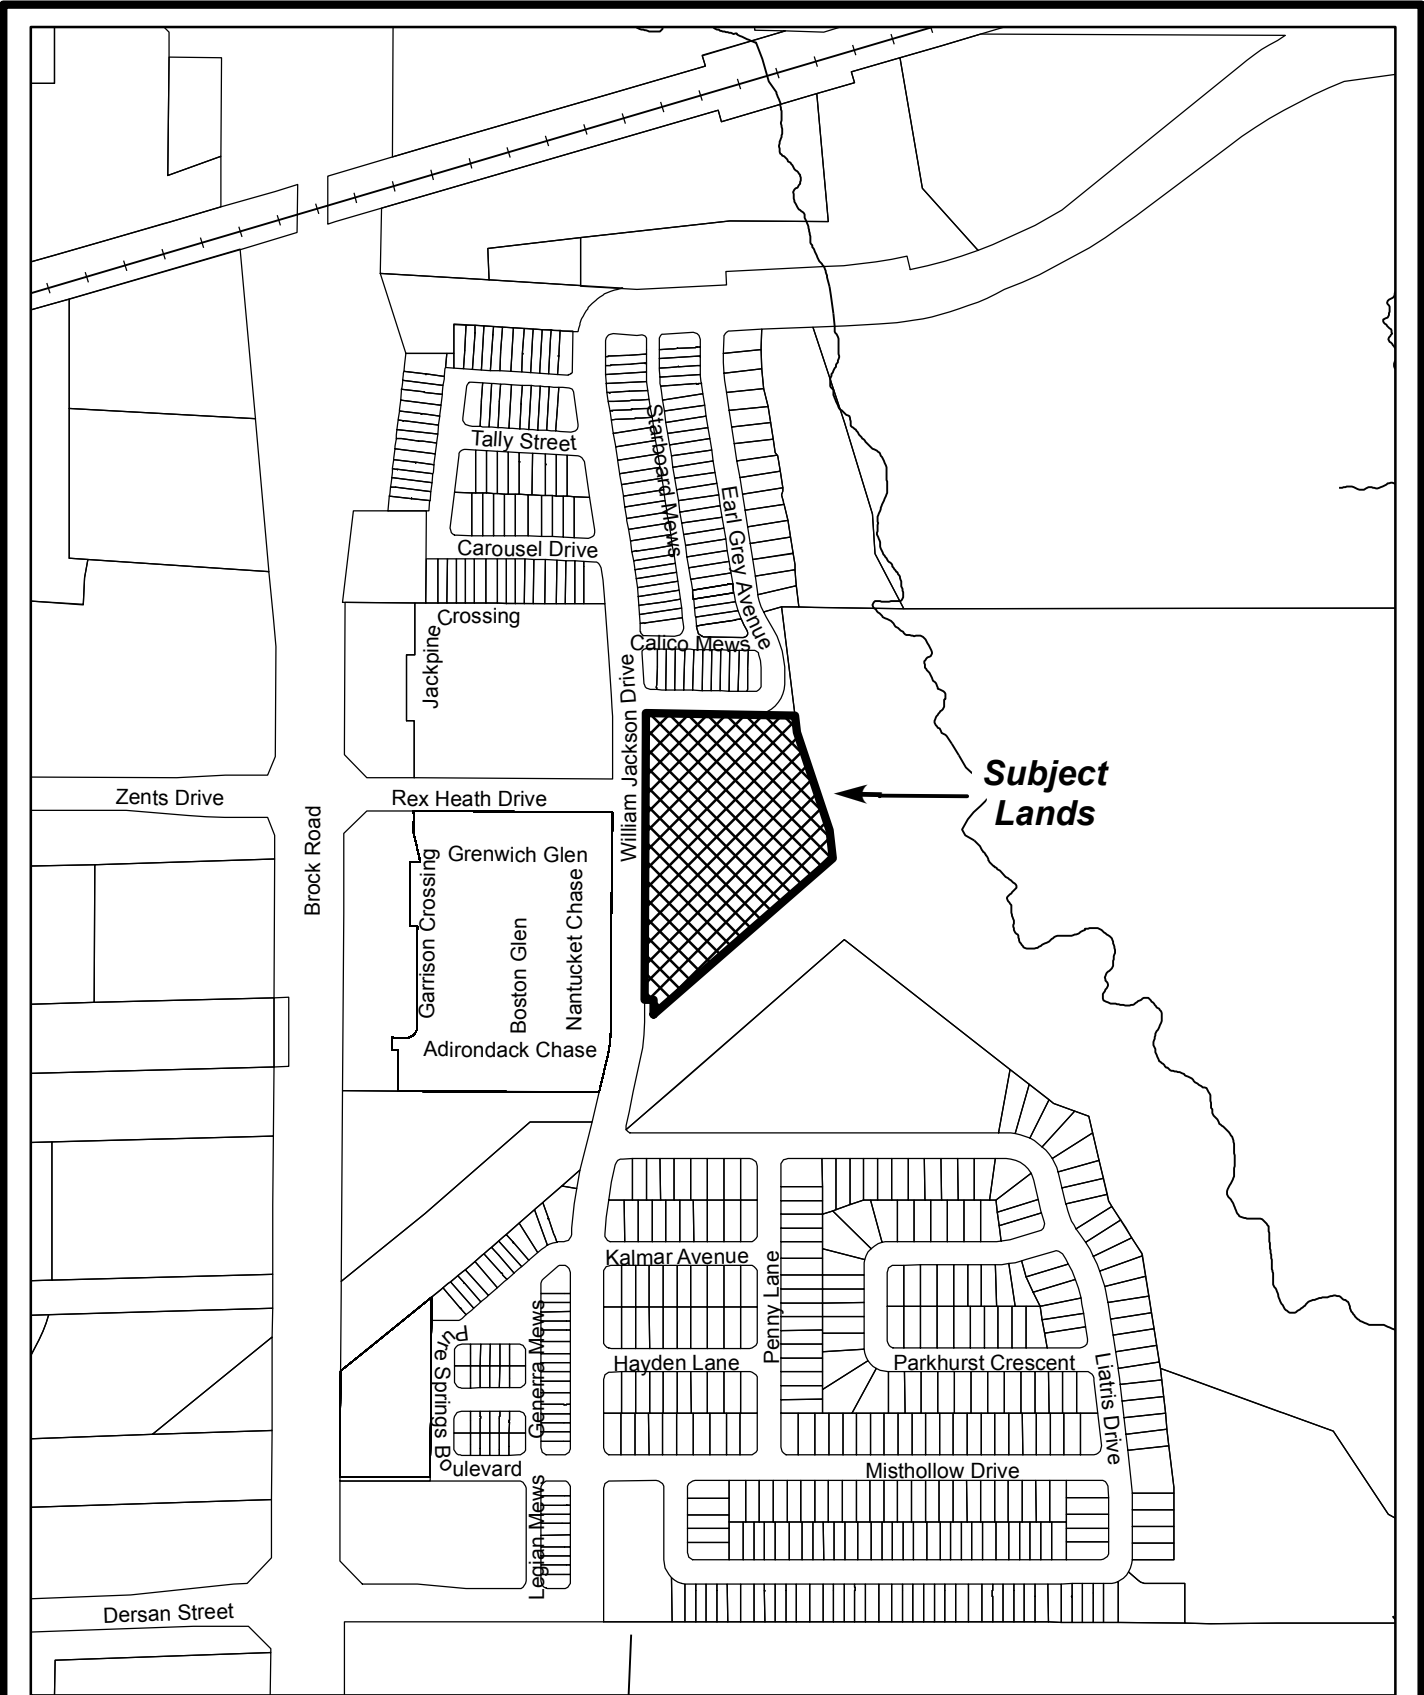 Tally Street
Starboard Mews
Earl Grey Avenue
Carousel Drive
Crossing
Jackpine
Calico Mews
William Jackson Drive
Subject
Lands
Zents Drive
Rex Heath Drive
Brock Road
Grenwich Glen
Garrison Crossing
Boston Glen
Nantucket Chase
Adirondack Chase
Kalmar Avenue
Penny Lane
Pure Springs Boulevard
Generra Mews
Hayden Lane
Parkhurst Crescent
Liatris Drive
Misthollow Drive
Legian Mews
Dersan Street